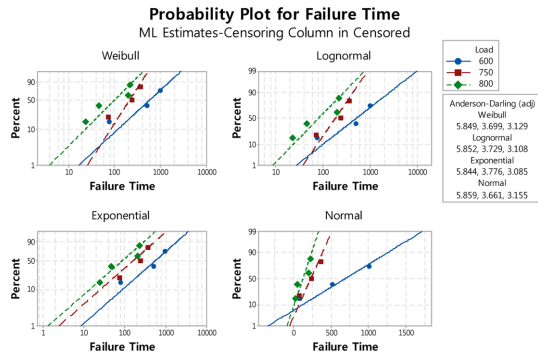 Probability Plot for Failure Time
ML Estimates-Censoring Column in Censored
Weibull
Percent
90
50
10
1
10
100
1000
10000
Failure Time
Lognormal
Percent
99
90
50
10
1
10
100
1000
10000
Failure Time
Load
600
750
800
Anderson-Darling (adj)
Weibull
5.849, 3.699, 3.129
Lognormal
5.852, 3.729, 3.108
Exponential
5.844, 3.776, 3.085
Normal
5.859, 3.661, 3.155
Exponential
Percent
90
50
10
1
1
10
100
1000
10000
Failure Time
Normal
Percent
99
90
50
10
1
0
500
1000
1500
Failure Time